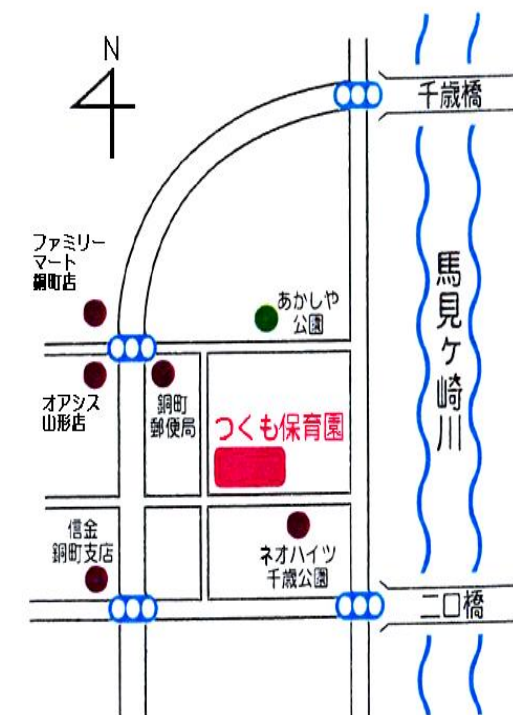 N
千歳橋
ファミリー
マート
銅町店
あかしや
公園
馬見ヶ崎川
オアシス
山形店
銅町
郵便局
つくも保育園
信金
銅町支店
ネオハイツ
千歳公園
二口橋